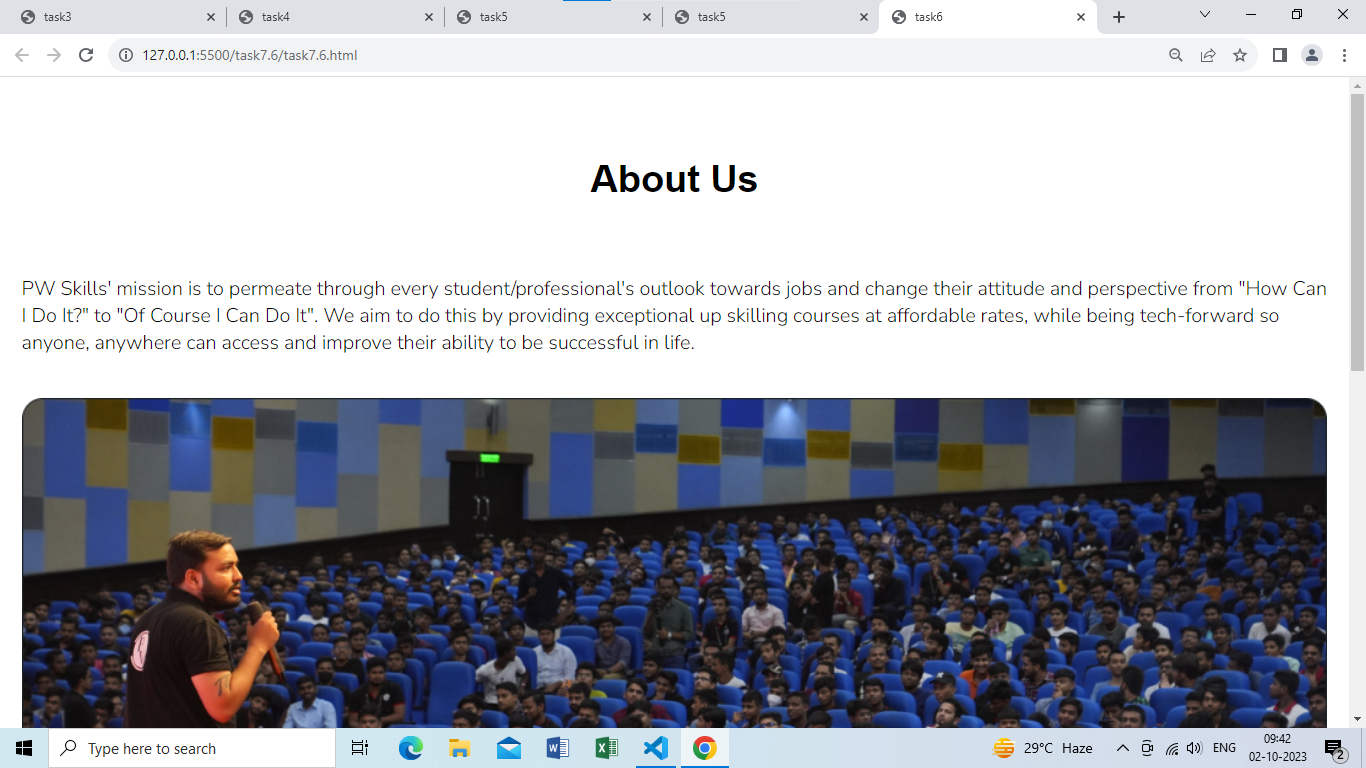 task3
task4
task5
task5
task6
127.0.0.1:5500/task7.6/task7.6.html
About Us
PW Skills' mission is to permeate through every student/professional's outlook towards jobs and change their attitude and perspective from "How Can
I Do It?" to "Of Course I Can Do It". We aim to do this by providing exceptional up skilling courses at affordable rates, while being tech-forward so
anyone, anywhere can access and improve their ability to be successful in life.
Type here to search
29°C Haze
ENG
09:42
02-10-2023
2